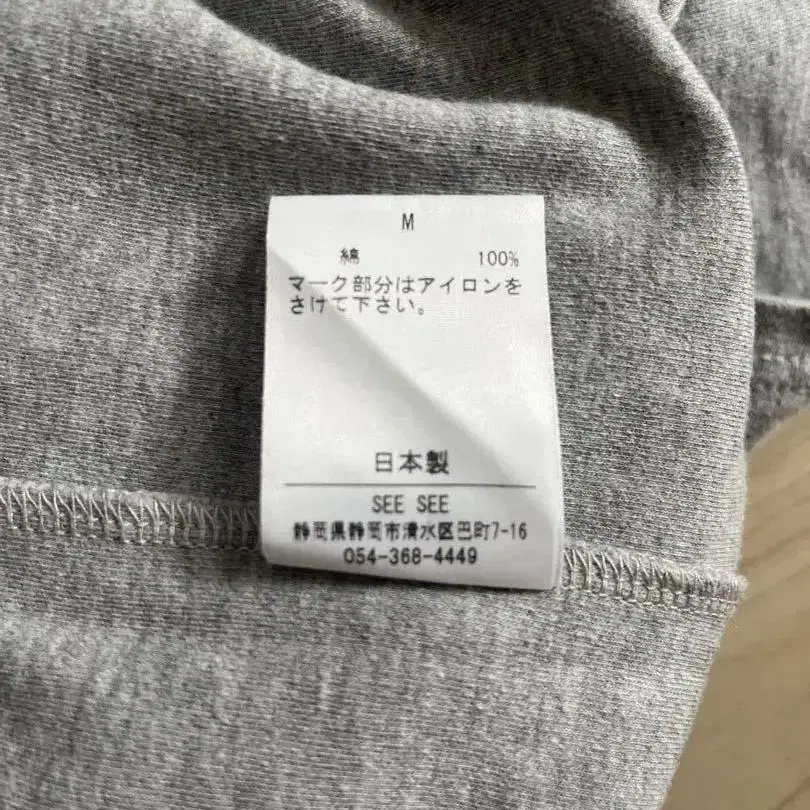 M
綿 100%
マーク部分はアイロンを
さけて下さい。
日本製
SEE SEE
静岡県静岡市清水区巴町7-16
054-368-4449